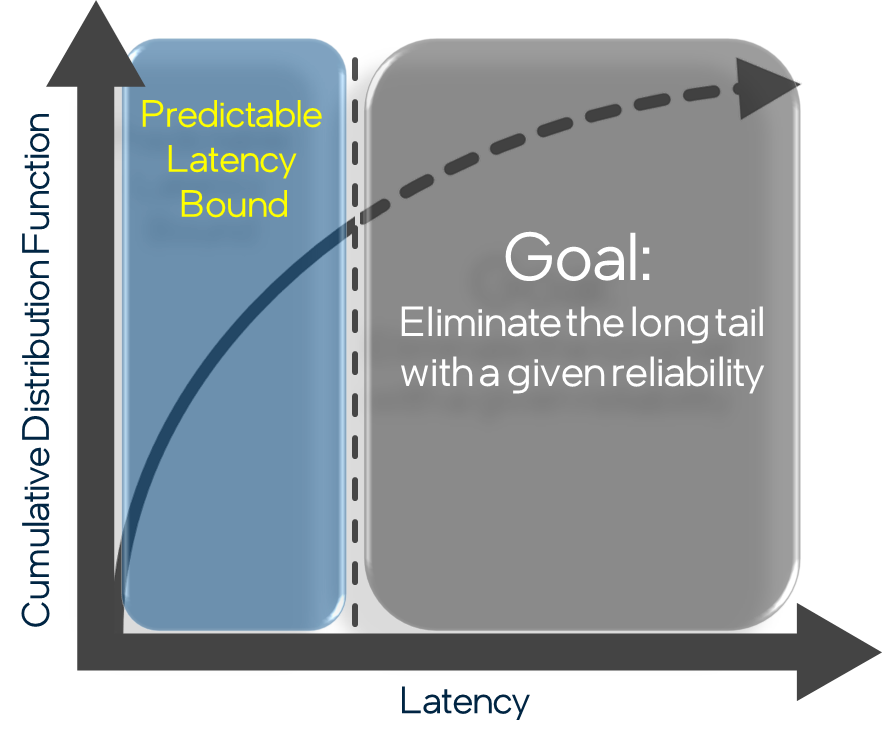 Predictable
Latency
Bound
Goal:
Eliminate the long tail
with a given reliability
Cumulative Distribution Function
Latency